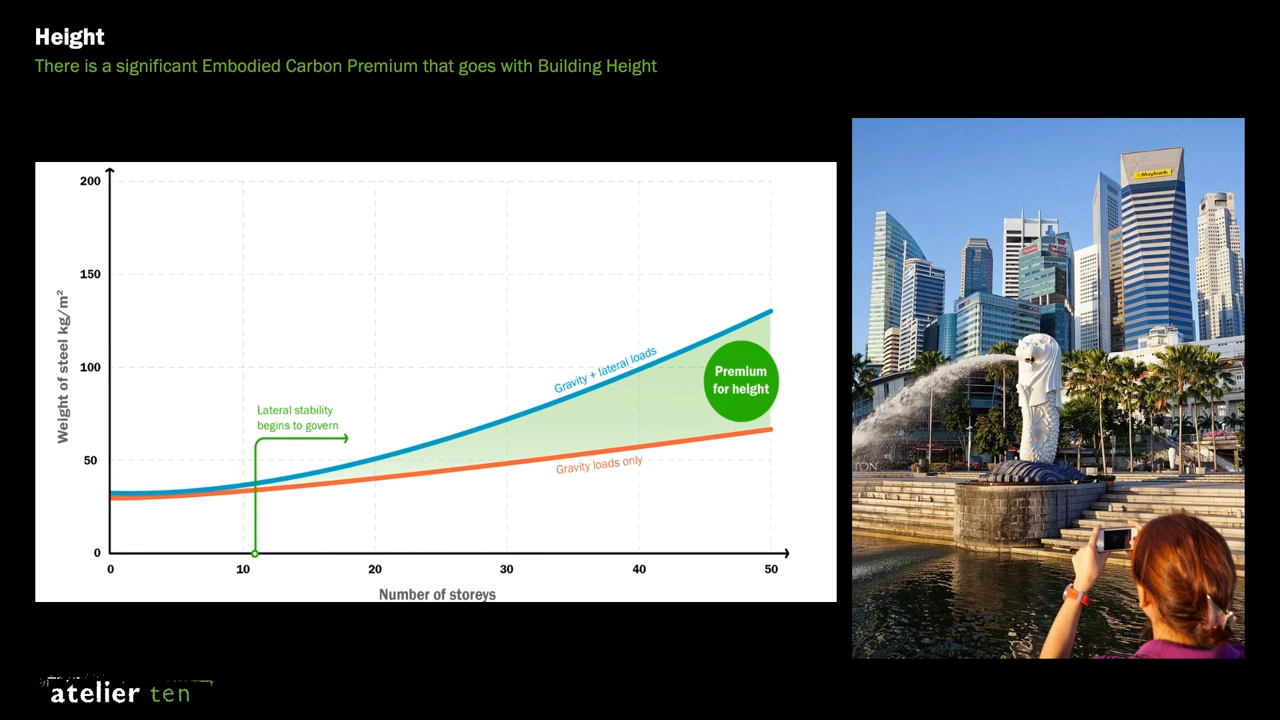 Height
There is a significant Embodied Carbon Premium that goes with Building Height
200
150
100
50
0
Weight of steel kg/m²
Lateral stability
begins to govern
Gravity + lateral loads
Premium
for height
Gravity loads only
0 10 20 30 40 50
Number of storeys
Maybank
TON
atelier ten